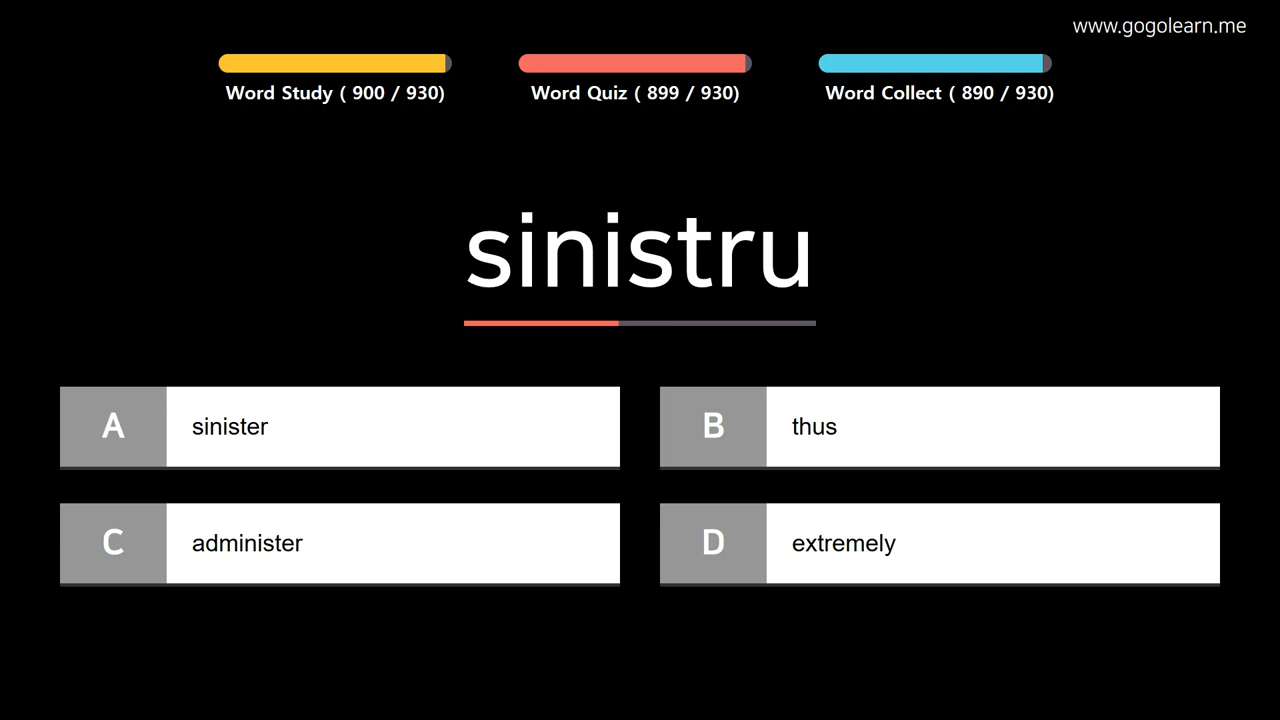 www.gogolearn.me
Word Study ( 900 / 930)
Word Quiz ( 899 / 930)
Word Collect ( 890 / 930)
sinistru
A sinister
B thus
C administer
D extremely